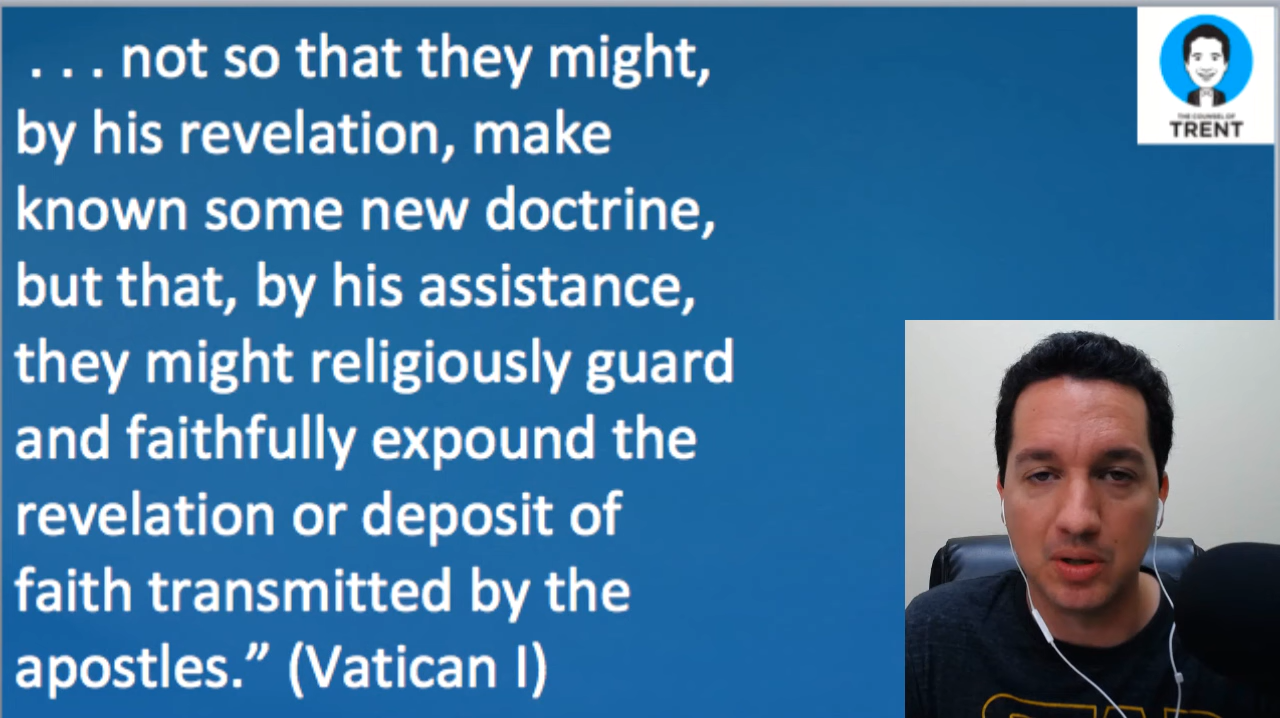 . . . not so that they might,
by his revelation, make
known some new doctrine,
but that, by his assistance,
they might religiously guard
and faithfully expound the
revelation or deposit of
faith transmitted by the
apostles.” (Vatican I)
THE COUNSEL OF
TRENT